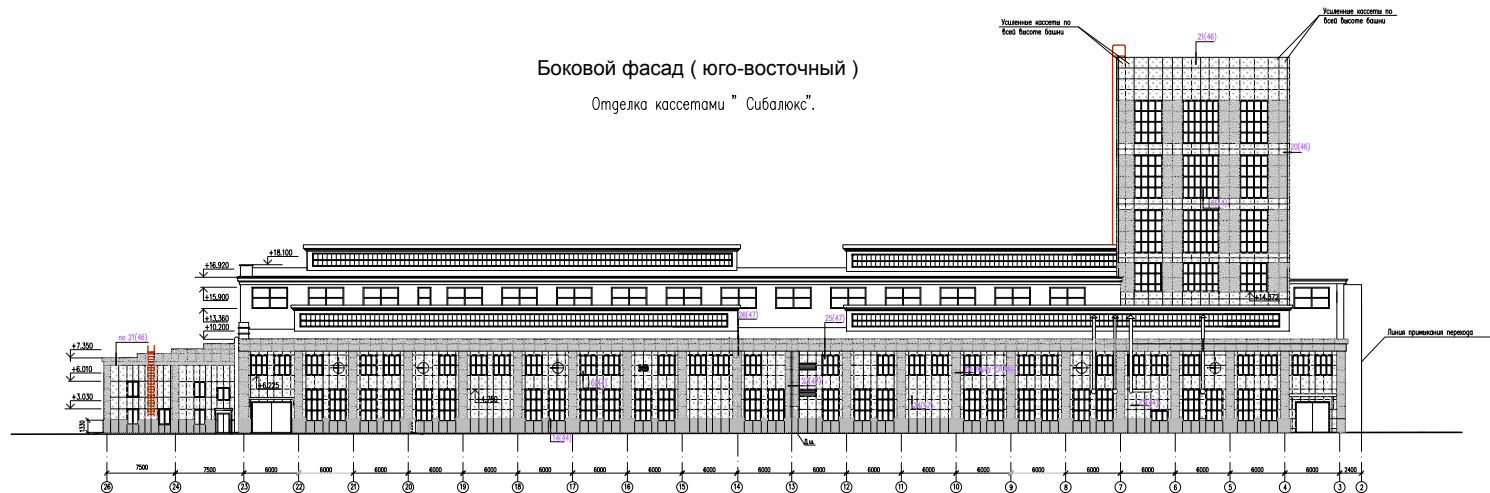 Усиленные кассеты по
всей высоте башни
Усиленные кассеты по
всей высоте башни
21(46)
Боковой фасад ( юго-восточный )
Отделка кассетами " Сибалюкс".
20(46)
+18.100
+16.920
+15.900
+14.572
+13.360
26(47)
25(47)
+10.200
по 21(46)
Линия примыкания перехода
+7.350
+6.010
+6.225
+3.030
14(44)
Д.ш.
7500 7500 6000 6000 6000 6000 6000 6000 6000 6000 6000 6000 6000 6000 6000 6000 6000 6000 6000 6000 6000 6000 2400
26 24 23 22 21 20 19 18 17 16 15 14 13 12 11 10 9 8 7 6 5 4 3 2